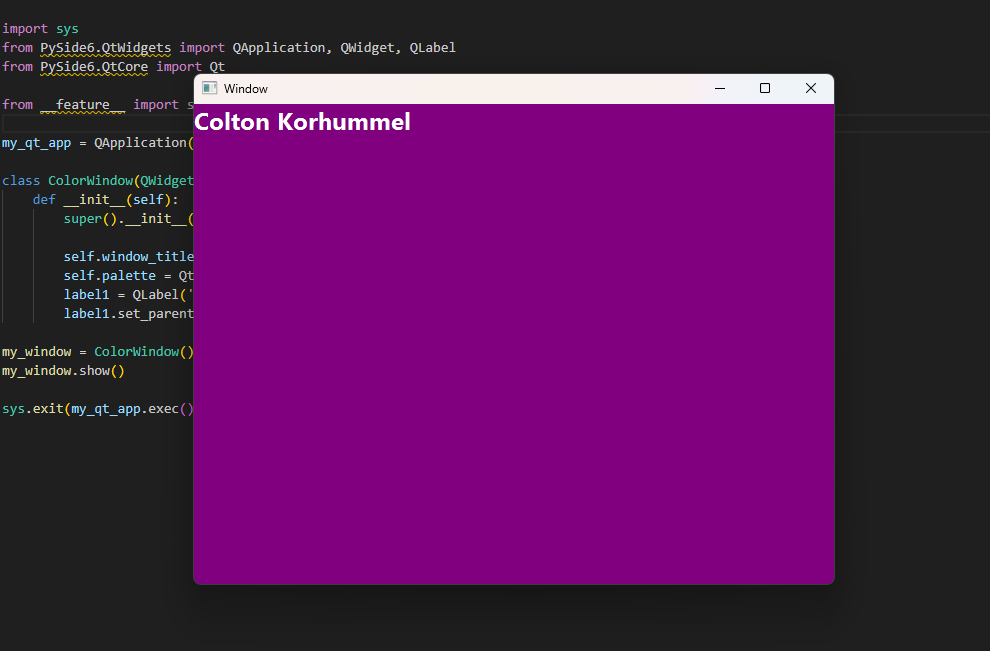 import sys
from PySide6.QtWidgets import QApplication, QWidget, QLabel
from PySide6.QtCore import Qt
Window
from __feature__ import s
Colton Korhummel
my_qt_app = QApplication(
class ColorWindow(QWidget
def __init__(self):
super().__init__(
self.window_title
self.palette = Qt
label1 = QLabel('
label1.set_parent
my_window = ColorWindow()
my_window.show()
sys.exit(my_qt_app.exec()